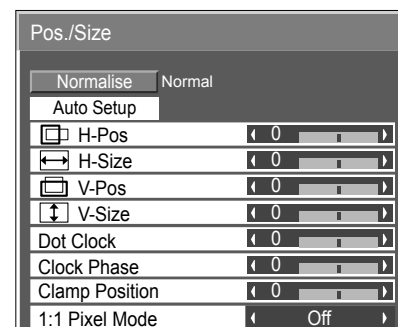 Pos./Size
Normalise Normal
Auto Setup
H-Pos 0
H-Size 0
V-Pos 0
V-Size 0
Dot Clock 0
Clock Phase 0
Clamp Position 0
1:1 Pixel Mode Off